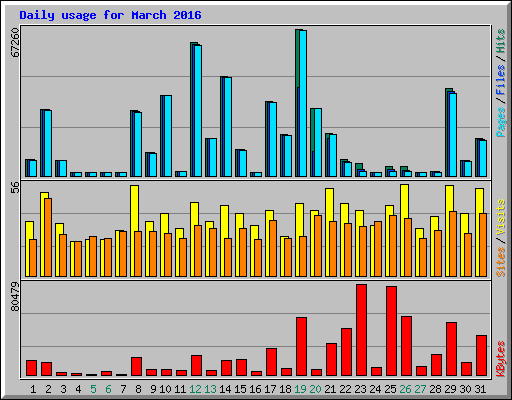 Daily usage for March 2016
67260
Pages / Files / Hits
56
Sites / Visits
80479
KBytes
1 2 3 4 5 6 7 8 9 10 11 12 13 14 15 16 17 18 19 20 21 22 23 24 25 26 27 28 29 30 31